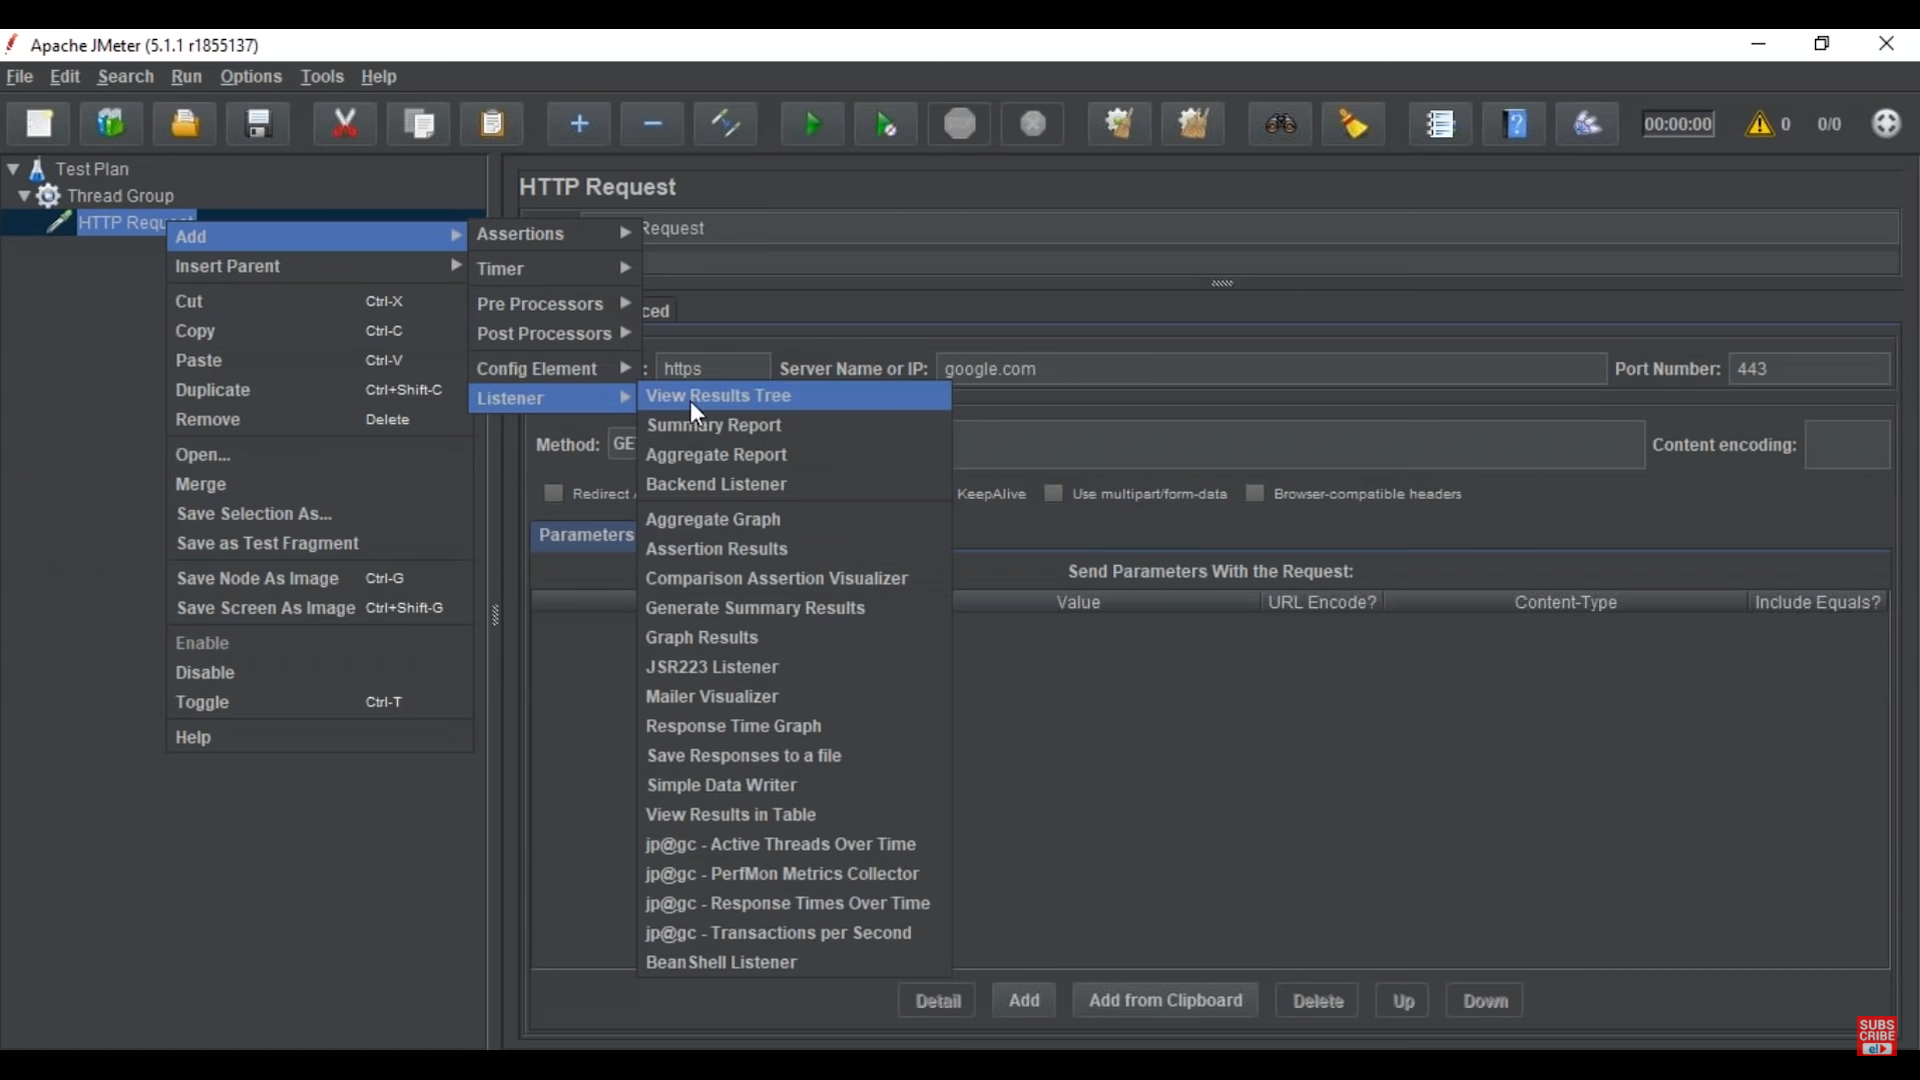 Apache JMeter (5.1.1 r1855137)
File Edit Search Run Options Tools Help
00:00:00 0 0/0
Test Plan
Thread Group
HTTP Request
HTTP Request
Request
Add
Insert Parent
Cut Ctrl-X
Copy Ctrl-C
Paste Ctrl-V
Duplicate Ctrl+Shift-C
Remove Delete
Open...
Merge
Save Selection As...
Save as Test Fragment
Save Node As Image Ctrl-G
Save Screen As Image Ctrl+Shift-G
Enable
Disable
Toggle Ctrl-T
Help
Assertions
Timer
Pre Processors
Post Processors
Config Element
Listener
View Results Tree
Summary Report
Aggregate Report
Backend Listener
Aggregate Graph
Assertion Results
Comparison Assertion Visualizer
Generate Summary Results
Graph Results
JSR223 Listener
Mailer Visualizer
Response Time Graph
Save Responses to a file
Simple Data Writer
View Results in Table
jp@gc - Active Threads Over Time
jp@gc - PerfMon Metrics Collector
jp@gc - Response Times Over Time
jp@gc - Transactions per Second
BeanShell Listener
ced
: https Server Name or IP: google.com Port Number: 443
Method: GE Content encoding:
Redirect KeepAlive Use multipart/form-data Browser-compatible headers
Parameters
Send Parameters With the Request:
Value URL Encode? Content-Type Include Equals?
Detail Add Add from Clipboard Delete Up Down
SUBS
CRIBE
el